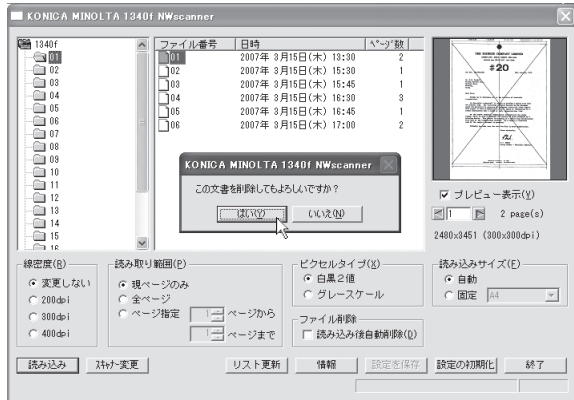 KONICA MINOLTA 1340f NWscanner
1340f
01
02
03
04
05
06
07
08
09
10
11
12
13
14
15
16
ファイル番号 日時 ページ数
01 2007年 3月15日(木) 13:30 2
02 2007年 3月15日(木) 15:30 1
03 2007年 3月15日(木) 15:45 1
04 2007年 3月15日(木) 16:30 3
05 2007年 3月15日(木) 16:45 1
06 2007年 3月15日(木) 17:00 2
#20
KONICA MINOLTA 1340f NWscanner
この文書を削除してもよろしいですか?
はい(Y) いいえ(N)
プレビュー表示(V)
1 2 page(s)
2480x3451 (300x300dpi)
線密度(R)
変更しない
200dpi
300dpi
400dpi
読み取り範囲(P)
現ページのみ
全ページ
ページ指定 1 ページから
1 ページまで
ピクセルタイプ(X)
白黒2値
グレースケール
ファイル削除
読み込み後自動削除(D)
読み込みサイズ(F)
自動
固定 A4
読み込み スキャナー変更 リスト更新 情報 設定を保存 設定の初期化 終了